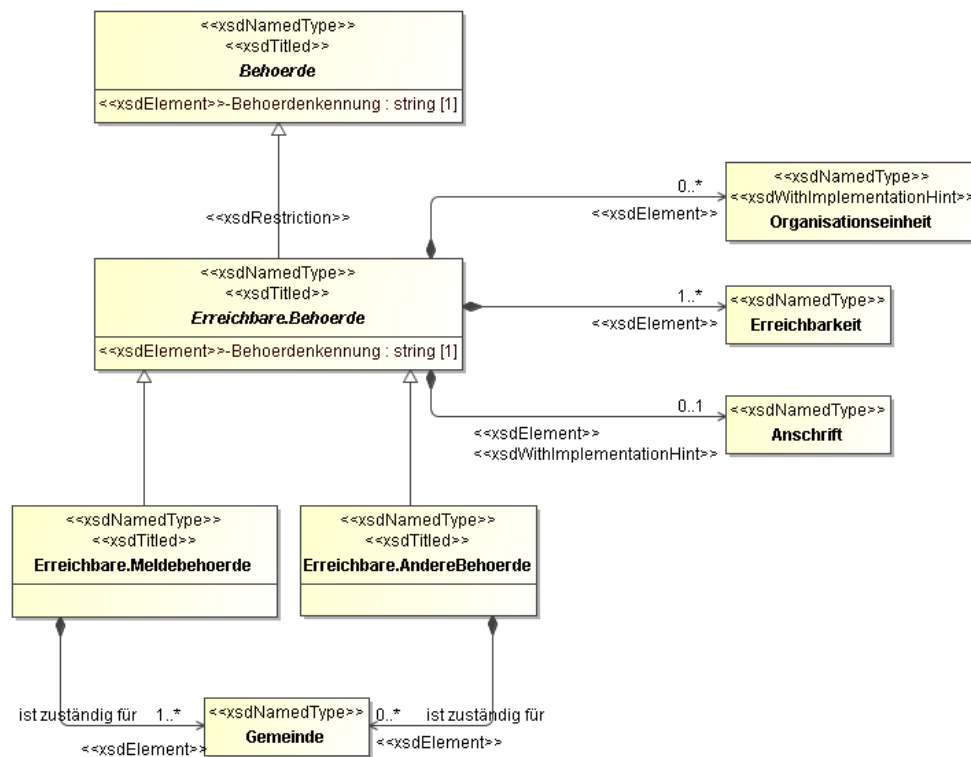 <<xsdNamedType>>
<<xsdTitled>>
Behoerde
<<xsdElement>>-Behoerdenkennung : string [1]
<<xsdRestriction>>
<<xsdNamedType>>
<<xsdTitled>>
Erreichbare.Behoerde
<<xsdElement>>-Behoerdenkennung : string [1]
0..*
<<xsdElement>>
<<xsdNamedType>>
<<xsdWithImplementationHint>>
Organisationseinheit
1..*
<<xsdElement>>
<<xsdNamedType>>
Erreichbarkeit
0..1
<<xsdElement>>
<<xsdWithImplementationHint>>
<<xsdNamedType>>
Anschrift
<<xsdNamedType>>
<<xsdTitled>>
Erreichbare.Meldebehoerde
<<xsdNamedType>>
<<xsdTitled>>
Erreichbare.AndereBehoerde
ist zuständig für 1..*
<<xsdElement>>
<<xsdNamedType>>
Gemeinde
0..* ist zuständig für
<<xsdElement>>